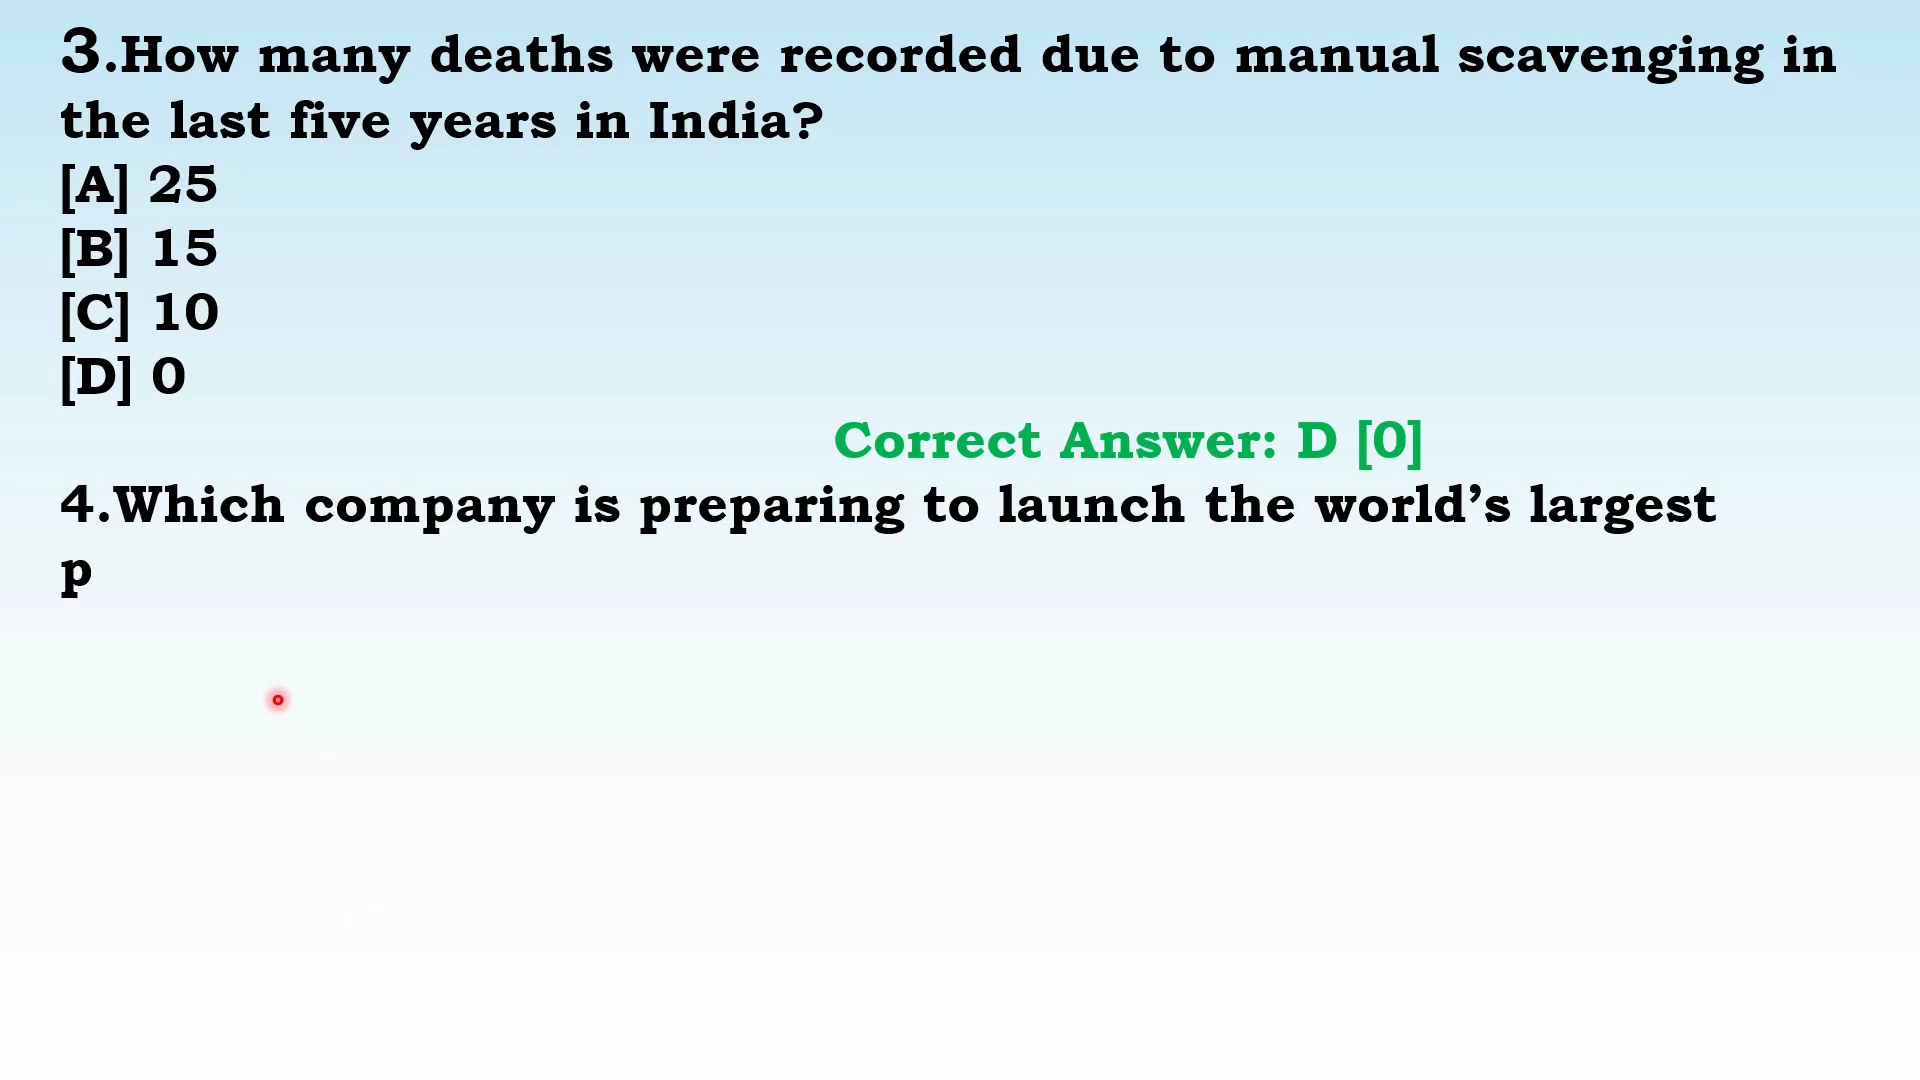 3.How many deaths were recorded due to manual scavenging in
the last five years in India?
[A] 25
[B] 15
[C] 10
[D] 0
Correct Answer: D [0]
4.Which company is preparing to launch the world’s largest
p